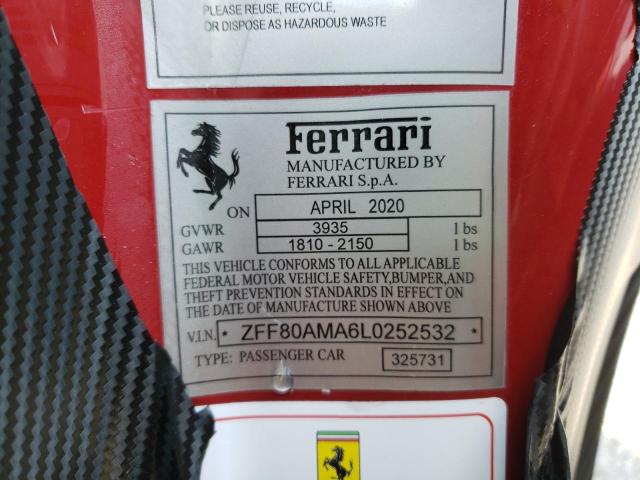 PLEASE REUSE, RECYCLE,
OR DISPOSE AS HAZARDOUS WASTE
Ferrari
MANUFACTURED BY
FERRARI S.p.A.
ON APRIL 2020
GVWR 3935 lbs
GAWR 1810 - 2150 lbs
THIS VEHICLE CONFORMS TO ALL APPLICABLE
FEDERAL MOTOR VEHICLE SAFETY,BUMPER,AND
THEFT PREVENTION STANDARDS IN EFFECT ON
THE DATE OF MANUFACTURE SHOWN ABOVE
V.I.N. * ZFF80AMA6L0252532 *
TYPE: PASSENGER CAR 325731